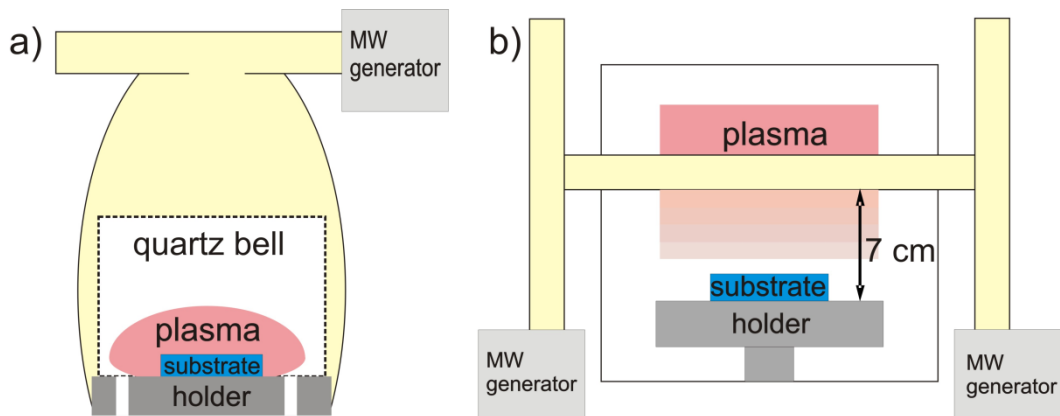 a)
MW
generator
quartz bell
plasma
substrate
holder
b)
plasma
7 cm
substrate
holder
MW
generator
MW
generator